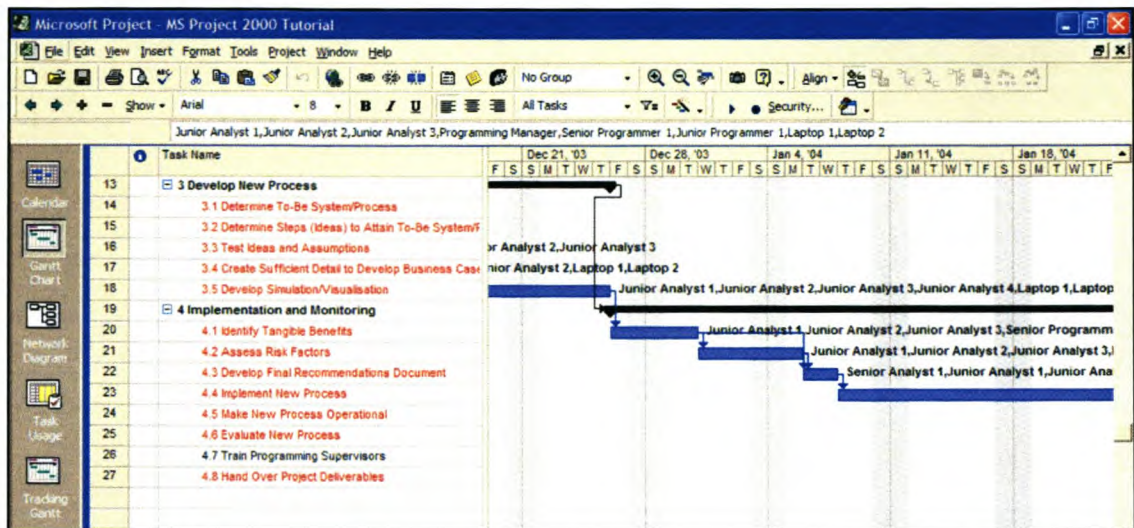 Microsoft Project - MS Project 2000 Tutorial
File Edit View Insert Format Tools Project Window Help
No Group Align
Show Arial 8 B I U All Tasks Security...
Junior Analyst 1,Junior Analyst 2,Junior Analyst 3,Programming Manager,Senior Programmer 1,Junior Programmer 1,Laptop 1,Laptop 2
Task Name Dec 21, '03 Dec 28, '03 Jan 4, '04 Jan 11, '04 Jan 18, '04
F S S M T W T F S S M T W T F S S M T W T F S S M T W T F S S M T W T F
Calendar
Gantt Chart
Network Diagram
Task Usage
Tracking Gantt
13 3 Develop New Process
14 3.1 Determine To-Be System/Process
15 3.2 Determine Steps (Ideas) to Attain To-Be System/P
16 3.3 Test Ideas and Assumptions or Analyst 2,Junior Analyst 3
17 3.4 Create Sufficient Detail to Develop Business Case nior Analyst 2,Laptop 1,Laptop 2
18 3.5 Develop Simulation/Visualisation Junior Analyst 1,Junior Analyst 2,Junior Analyst 3,Junior Analyst 4,Laptop 1,Laptop
19 4 Implementation and Monitoring
20 4.1 Identify Tangible Benefits Junior Analyst 1,Junior Analyst 2,Junior Analyst 3,Senior Programm
21 4.2 Assess Risk Factors Junior Analyst 1,Junior Analyst 2,Junior Analyst 3,
22 4.3 Develop Final Recommendations Document Senior Analyst 1,Junior Analyst 1,Junior Ana
23 4.4 Implement New Process
24 4.5 Make New Process Operational
25 4.6 Evaluate New Process
26 4.7 Train Programming Supervisors
27 4.8 Hand Over Project Deliverables